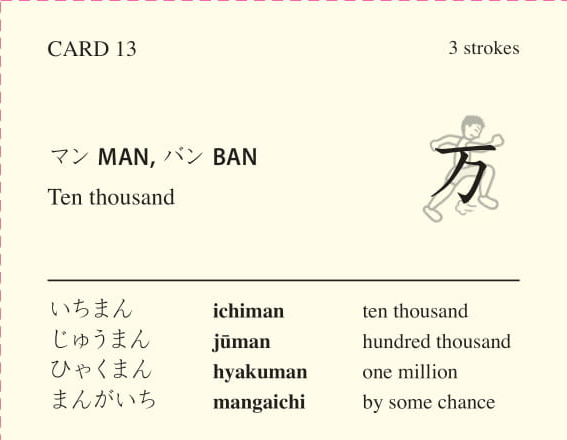 CARD 13 3 strokes
マン MAN, バン BAN
Ten thousand
万
いちまん ichiman ten thousand
じゅうまん jūman hundred thousand
ひゃくまん hyakuman one million
まんがいち mangaichi by some chance